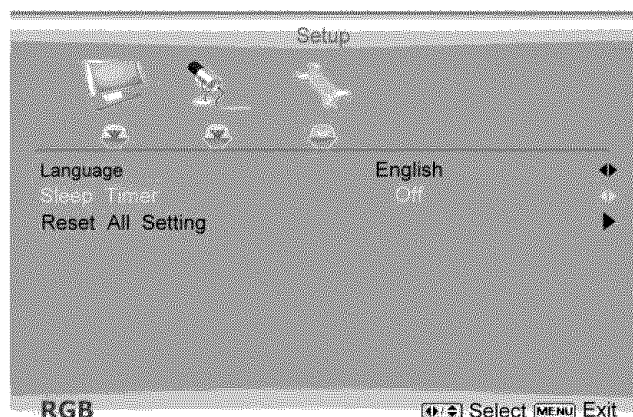 Setup
Language English
Sleep Timer Off
Reset All Setting
RGB Select MENU Exit